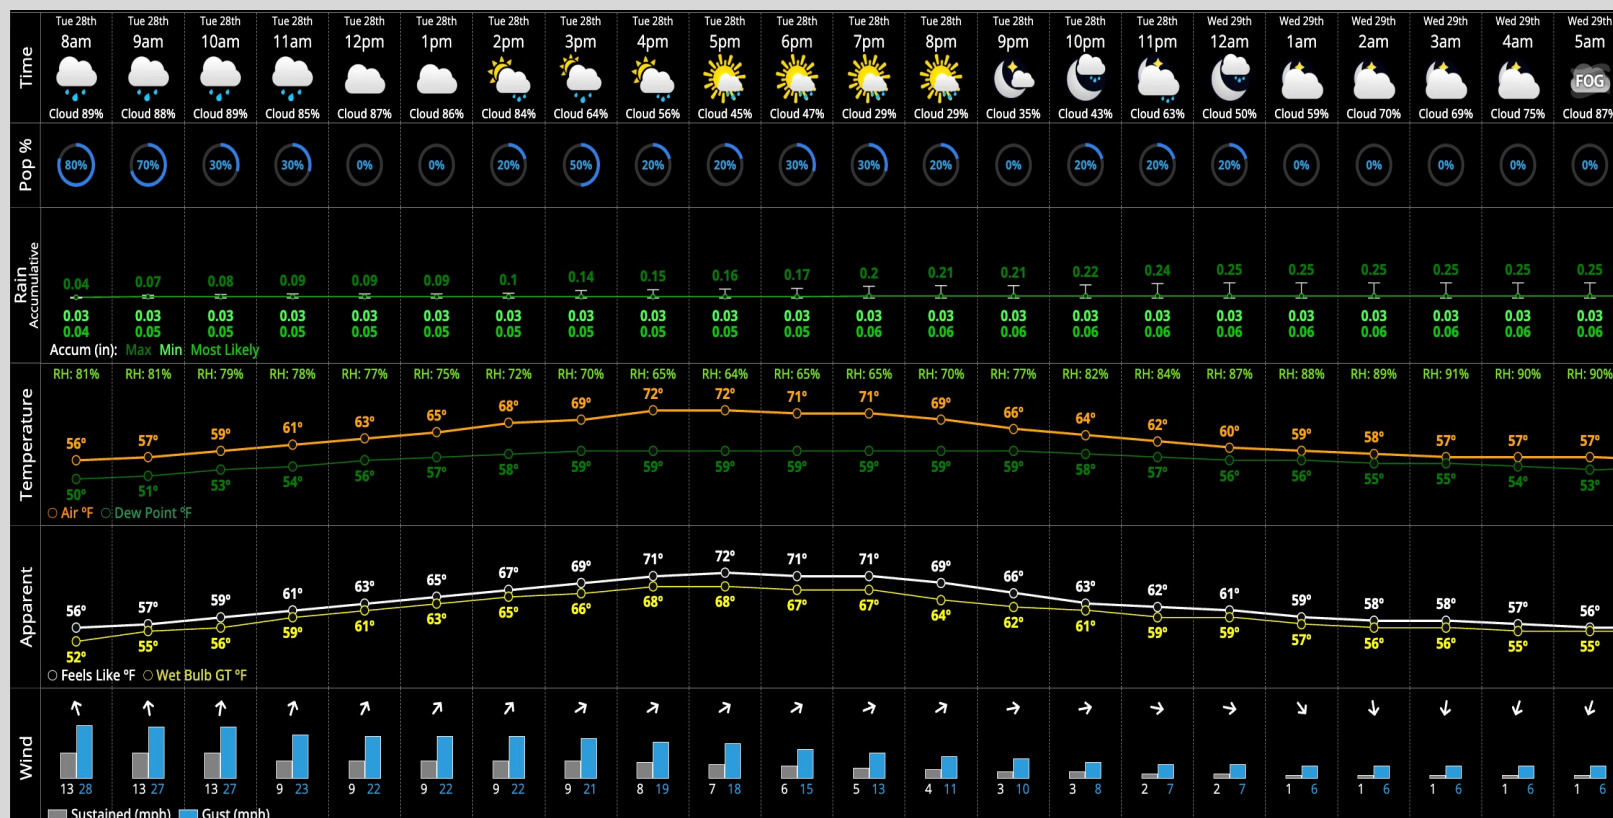 Tue 28th Tue 28th Tue 28th Tue 28th Tue 28th Tue 28th Tue 28th Tue 28th Tue 28th Tue 28th Tue 28th Tue 28th Tue 28th Tue 28th Tue 28th Tue 28th Wed 29th Wed 29th Wed 29th Wed 29th Wed 29th Wed 29th
8am 9am 10am 11am 12pm 1pm 2pm 3pm 4pm 5pm 6pm 7pm 8pm 9pm 10pm 11pm 12am 1am 2am 3am 4am 5am
Time
FOG
Cloud 89% Cloud 88% Cloud 89% Cloud 85% Cloud 87% Cloud 86% Cloud 84% Cloud 64% Cloud 56% Cloud 45% Cloud 47% Cloud 29% Cloud 29% Cloud 35% Cloud 43% Cloud 63% Cloud 50% Cloud 59% Cloud 70% Cloud 69% Cloud 75% Cloud 87%
Pop %
80% 70% 30% 30% 0% 0% 20% 50% 20% 20% 30% 30% 20% 0% 20% 20% 20% 0% 0% 0% 0% 0%
Rain
Accumulative
0.04 0.07 0.08 0.09 0.09 0.09 0.1 0.14 0.15 0.16 0.17 0.2 0.21 0.21 0.22 0.24 0.25 0.25 0.25 0.25 0.25 0.25
0.03 0.03 0.03 0.03 0.03 0.03 0.03 0.03 0.03 0.03 0.03 0.03 0.03 0.03 0.03 0.03 0.03 0.03 0.03 0.03 0.03 0.03
0.04 0.05 0.05 0.05 0.05 0.05 0.05 0.05 0.05 0.05 0.05 0.06 0.06 0.06 0.06 0.06 0.06 0.06 0.06 0.06 0.06 0.06
Accum (in): Max Min Most Likely
Temperature
RH: 81% RH: 81% RH: 79% RH: 78% RH: 77% RH: 75% RH: 72% RH: 70% RH: 65% RH: 64% RH: 65% RH: 65% RH: 70% RH: 77% RH: 82% RH: 84% RH: 87% RH: 88% RH: 89% RH: 91% RH: 90% RH: 90%
56° 57° 59° 61° 63° 65° 68° 69° 72° 72° 71° 71° 69° 66° 64° 62° 60° 59° 58° 57° 57° 57°
50° 51° 53° 54° 56° 57° 58° 59° 59° 59° 59° 59° 59° 59° 58° 57° 56° 56° 55° 55° 54° 53°
Air ºF Dew Point ºF
Apparent
56° 57° 59° 61° 63° 65° 67° 69° 71° 72° 71° 71° 69° 66° 63° 62° 61° 59° 58° 58° 57° 56°
52° 55° 56° 59° 61° 63° 65° 66° 68° 68° 67° 67° 64° 62° 61° 59° 59° 57° 56° 56° 55° 55°
Feels Like ºF Wet Bulb GT ºF
Wind
13 28 13 27 13 27 9 23 9 22 9 22 9 22 9 21 8 19 7 18 6 15 5 13 4 11 3 10 3 8 2 7 2 7 1 6 1 6 1 6 1 6 1 6
Sustained (mph) Gust (mph)